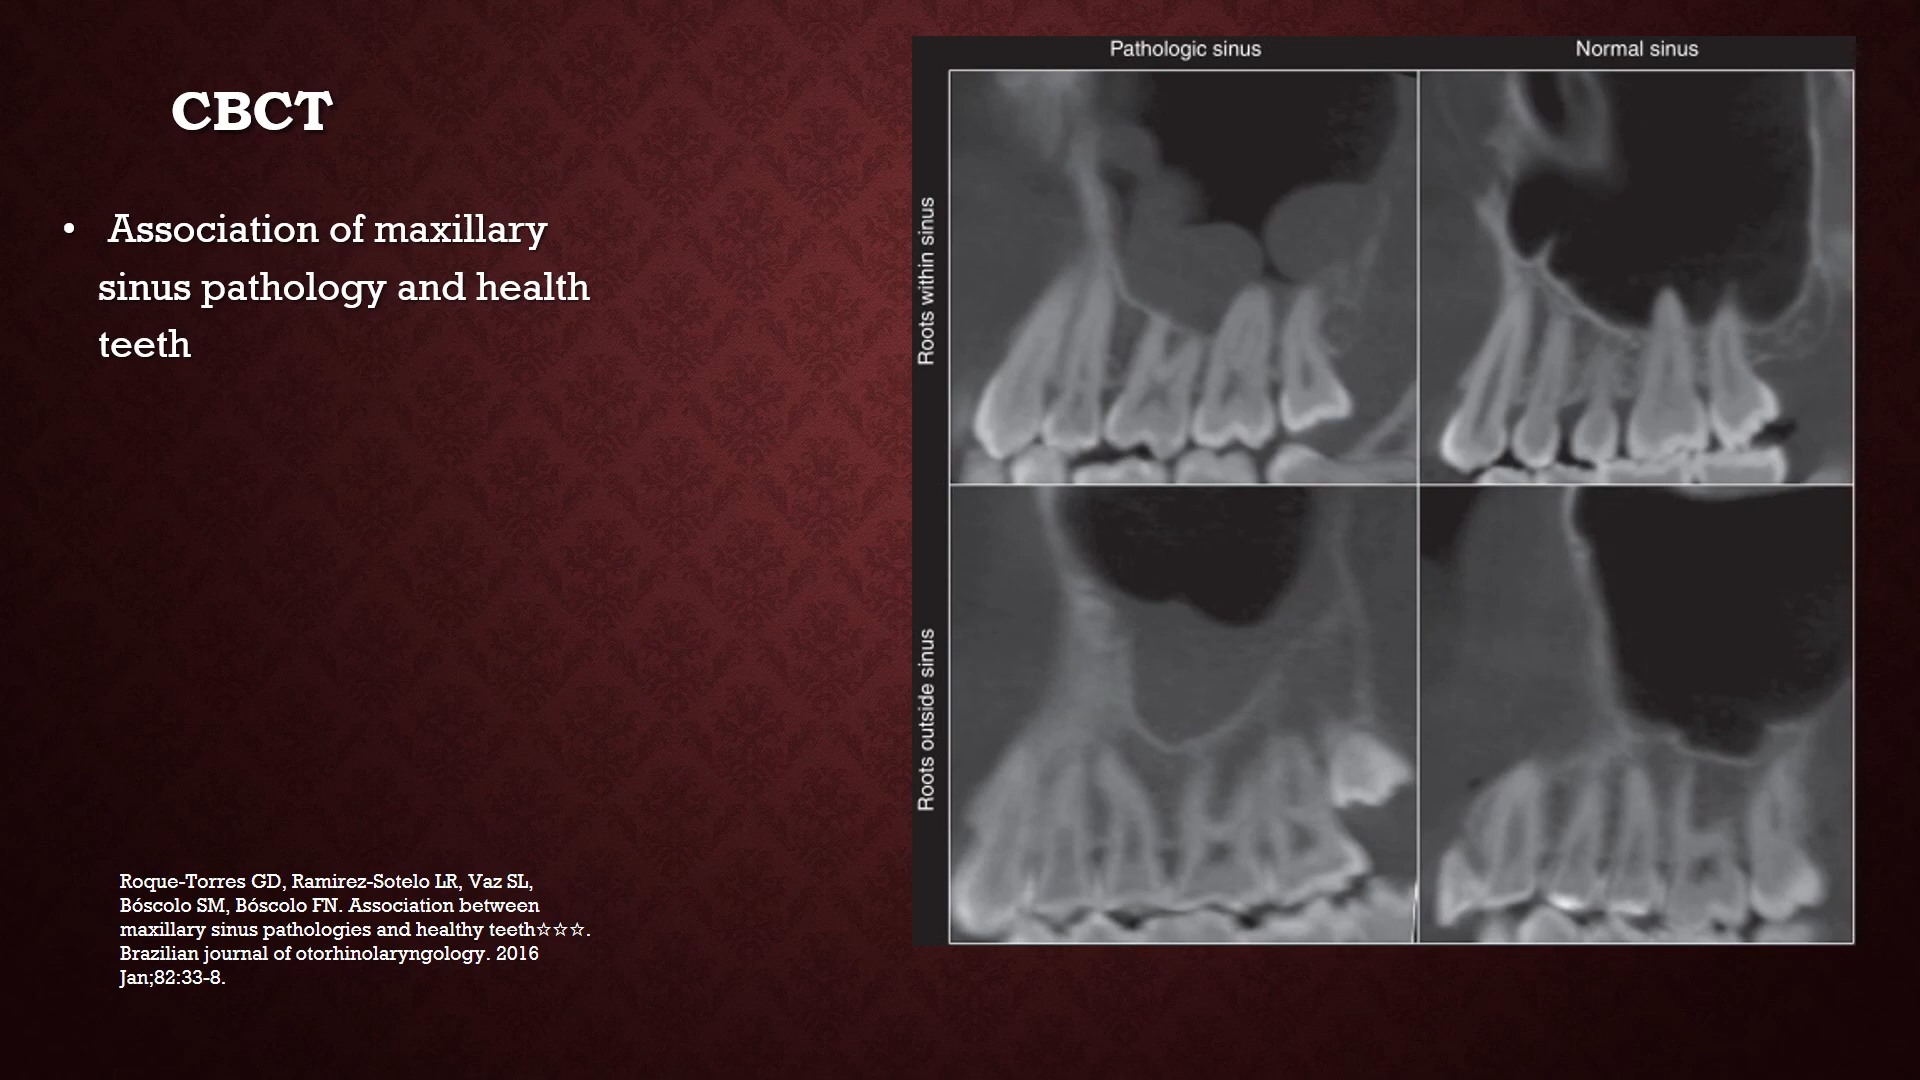 CBCT
• Association of maxillary
sinus pathology and health
teeth
Roque-Torres GD, Ramirez-Sotelo LR, Vaz SL,
Bóscolo SM, Bóscolo FN. Association between
maxillary sinus pathologies and healthy teeth☆☆☆.
Brazilian journal of otorhinolaryngology. 2016
Jan;82:33-8.
Pathologic sinus
Normal sinus
Roots within sinus
Roots outside sinus